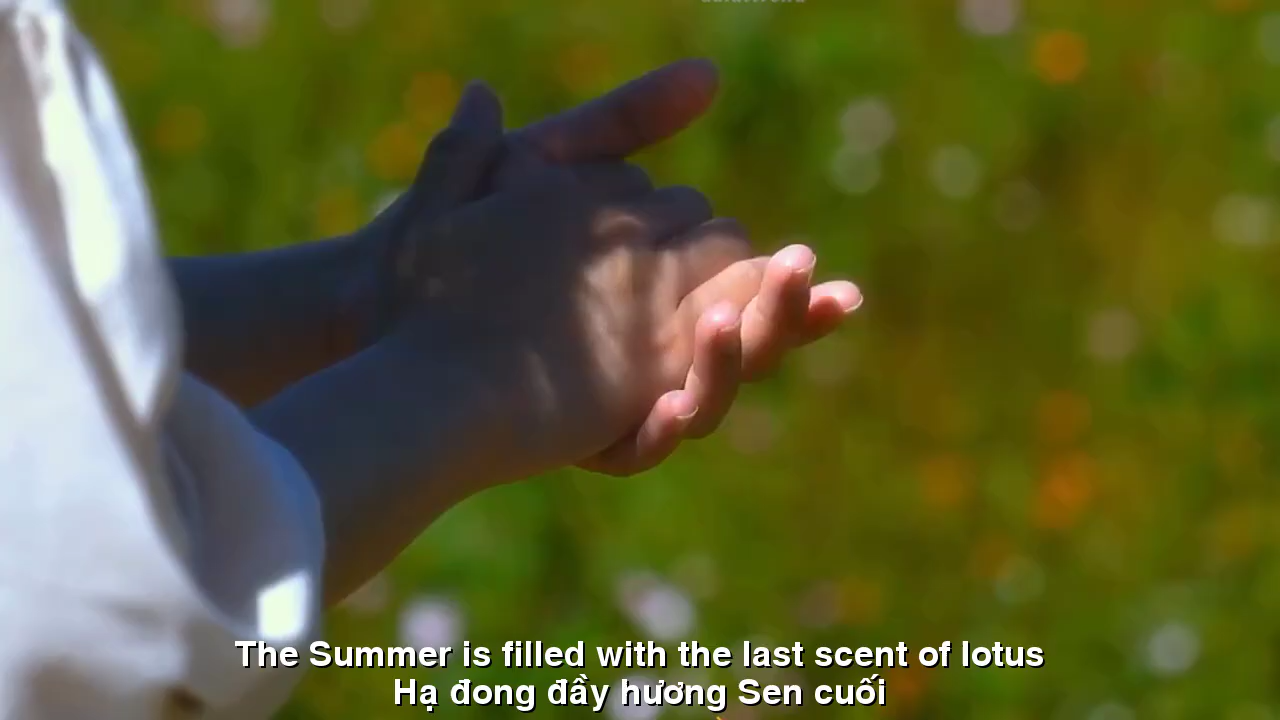 The Summer is filled with the last scent of lotus
Hạ đong đầy hương Sen cuối